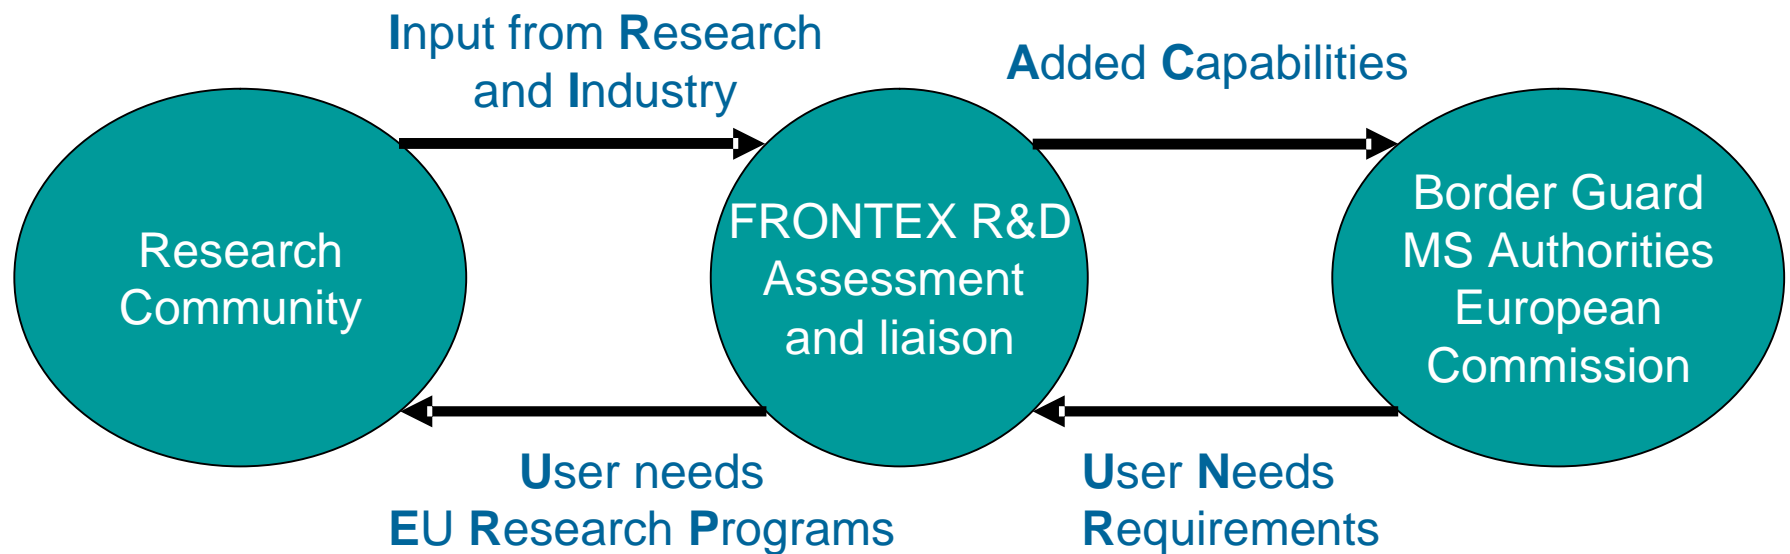 Input from Research
and Industry
Added Capabilities
Research
Community
FRONTEX R&D
Assessment
and liaison
Border Guard
MS Authorities
European
Commission
User needs
EU Research Programs
User Needs
Requirements